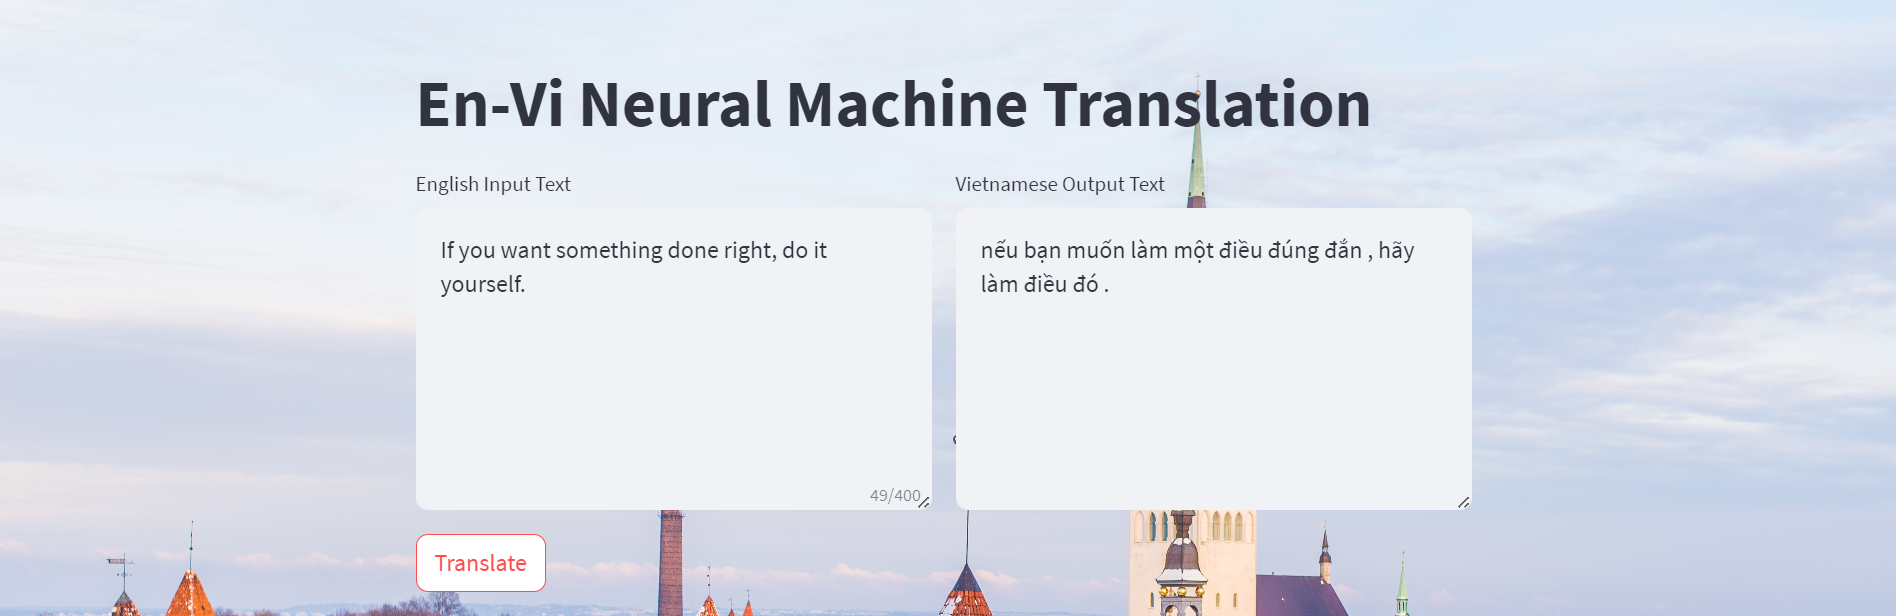 En-Vi Neural Machine Translation
English Input Text
Vietnamese Output Text
If you want something done right, do it
yourself.
nếu bạn muốn làm một điều đúng đắn , hãy
làm điều đó .
49/400
Translate